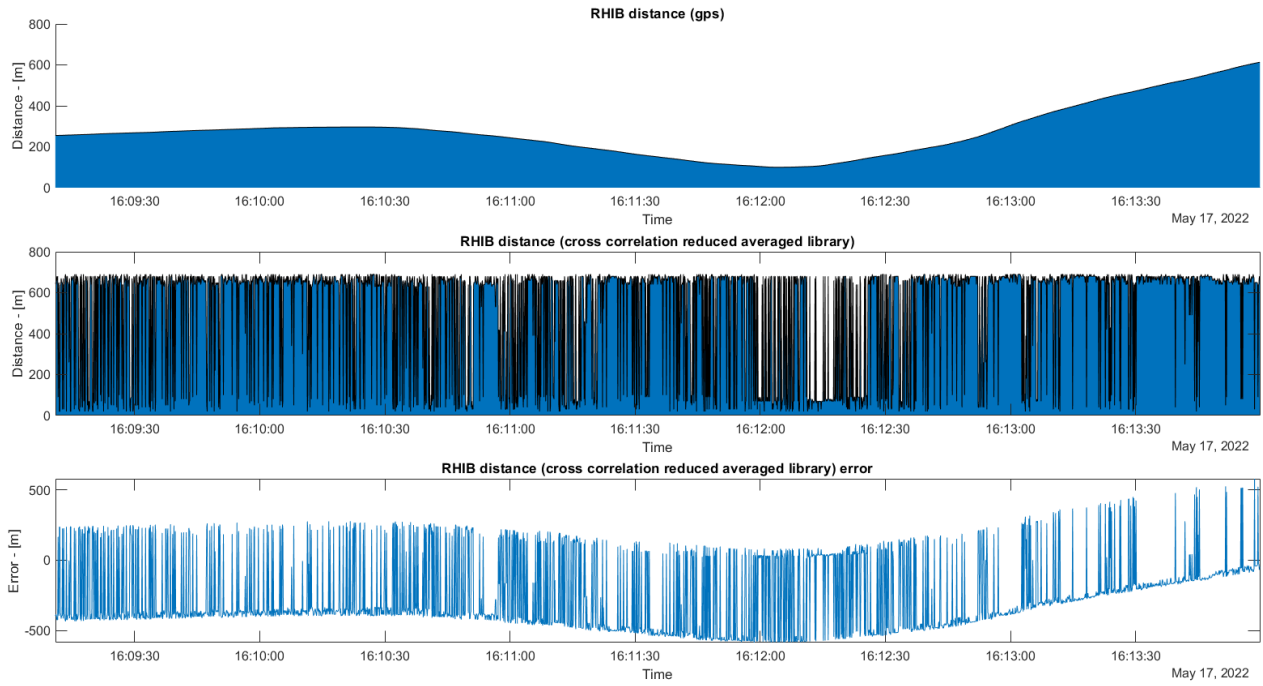 RHIB distance (gps)
800
600
400
200
0
Distance - [m]
16:09:30 16:10:00 16:10:30 16:11:00 16:11:30 16:12:00 16:12:30 16:13:00 16:13:30
Time
May 17, 2022
RHIB distance (cross correlation reduced averaged library)
800
600
400
200
0
Distance - [m]
16:09:30 16:10:00 16:10:30 16:11:00 16:11:30 16:12:00 16:12:30 16:13:00 16:13:30
Time
May 17, 2022
RHIB distance (cross correlation reduced averaged library) error
500
0
-500
Error - [m]
16:09:30 16:10:00 16:10:30 16:11:00 16:11:30 16:12:00 16:12:30 16:13:00 16:13:30
Time
May 17, 2022